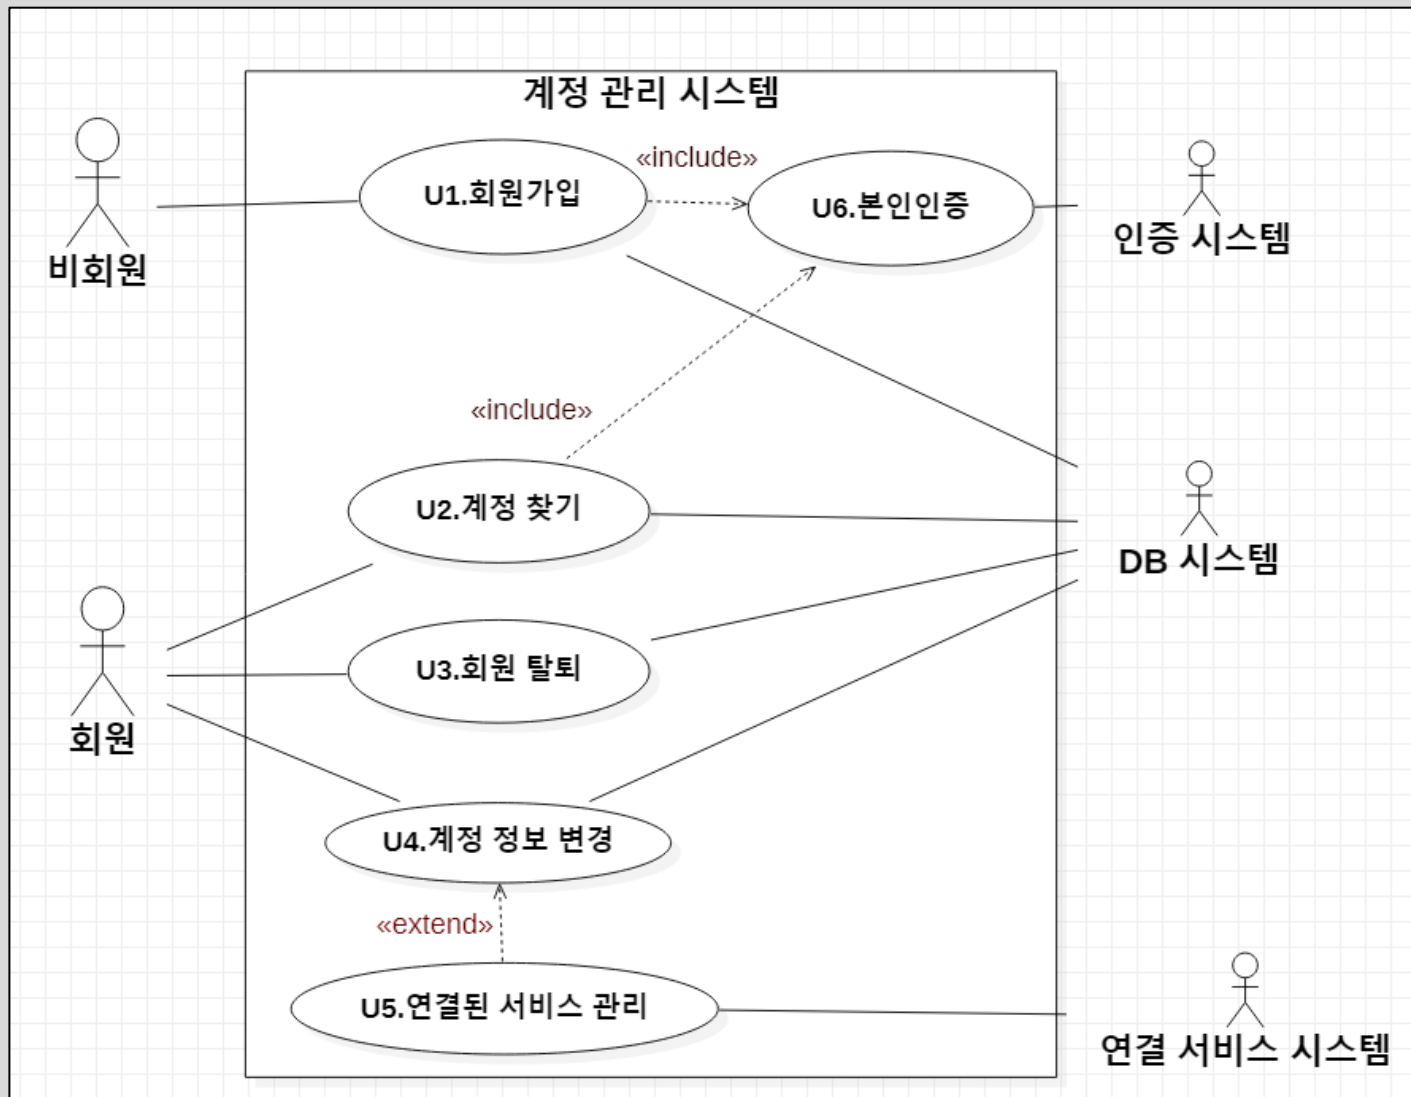 계정 관리 시스템
U1.회원가입
«include»
U6.본인인증
비회원
인증 시스템
«include»
U2.계정 찾기
DB 시스템
U3.회원 탈퇴
회원
U4.계정 정보 변경
«extend»
U5.연결된 서비스 관리
연결 서비스 시스템